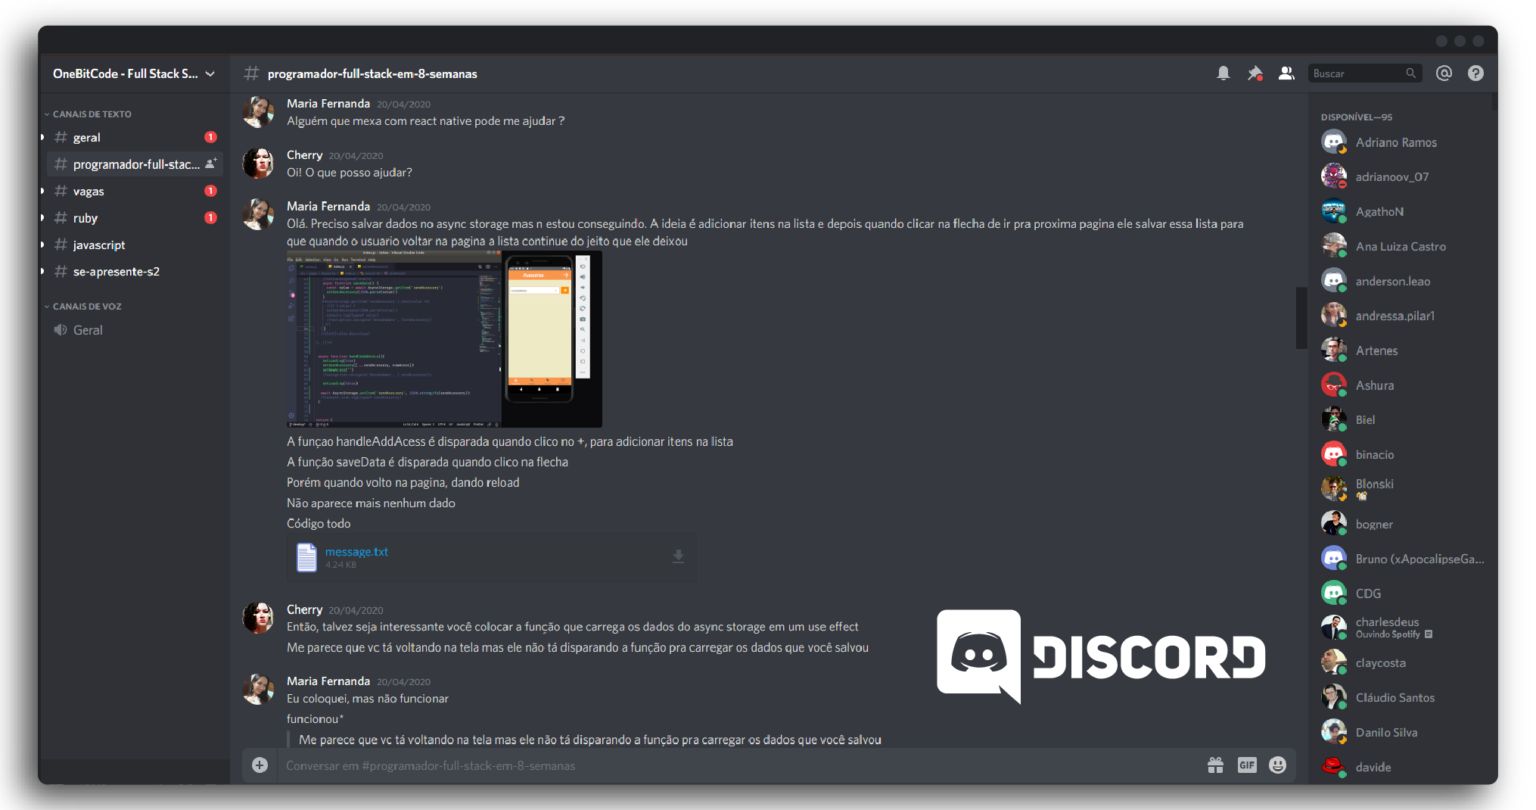 OneBitCode - Full Stack S...
programador-full-stack-em-8-semanas
Buscar
CANAIS DE TEXTO
geral
1
programador-full-stac...
vagas
1
ruby
1
javascript
se-apresente-s2
CANAIS DE VOZ
Geral
Maria Fernanda 20/04/2020
Alguém que mexa com react native pode me ajudar ?
Cherry 20/04/2020
Oi! O que posso ajudar?
Maria Fernanda 20/04/2020
Olá. Preciso salvar dados no async storage mas n estou conseguindo. A ideia é adicionar itens na lista e depois quando clicar na flecha de ir pra proxima pagina ele salvar essa lista para
que quando o usuario voltar na pagina a lista continue do jeito que ele deixou
A funçao handleAddAcess é disparada quando clico no +, para adicionar itens na lista
A função saveData é disparada quando clico na flecha
Porém quando volto na pagina, dando reload
Não aparece mais nenhum dado
Código todo
message.txt
4.24 KB
Cherry 20/04/2020
Então, talvez seja interessante você colocar a função que carrega os dados do async storage em um use effect
Me parece que vc tá voltando na tela mas ele não tá disparando a função pra carregar os dados que você salvou
Maria Fernanda 20/04/2020
Eu coloquei, mas não funcionar
funcionou*
Me parece que vc tá voltando na tela mas ele não tá disparando a função pra carregar os dados que você salvou
DISCORD
Conversar em #programador-full-stack-em-8-semanas
GIF
DISPONÍVEL—95
Adriano Ramos
adrianoov_07
AgathoN
Ana Luiza Castro
anderson.leao
andressa.pilar1
Artenes
Ashura
Biel
binacio
Blonski
bogner
Bruno (xApocalipseGa...
CDG
charlesdeus
Ouvindo Spotify
claycosta
Cláudio Santos
Danilo Silva
davide